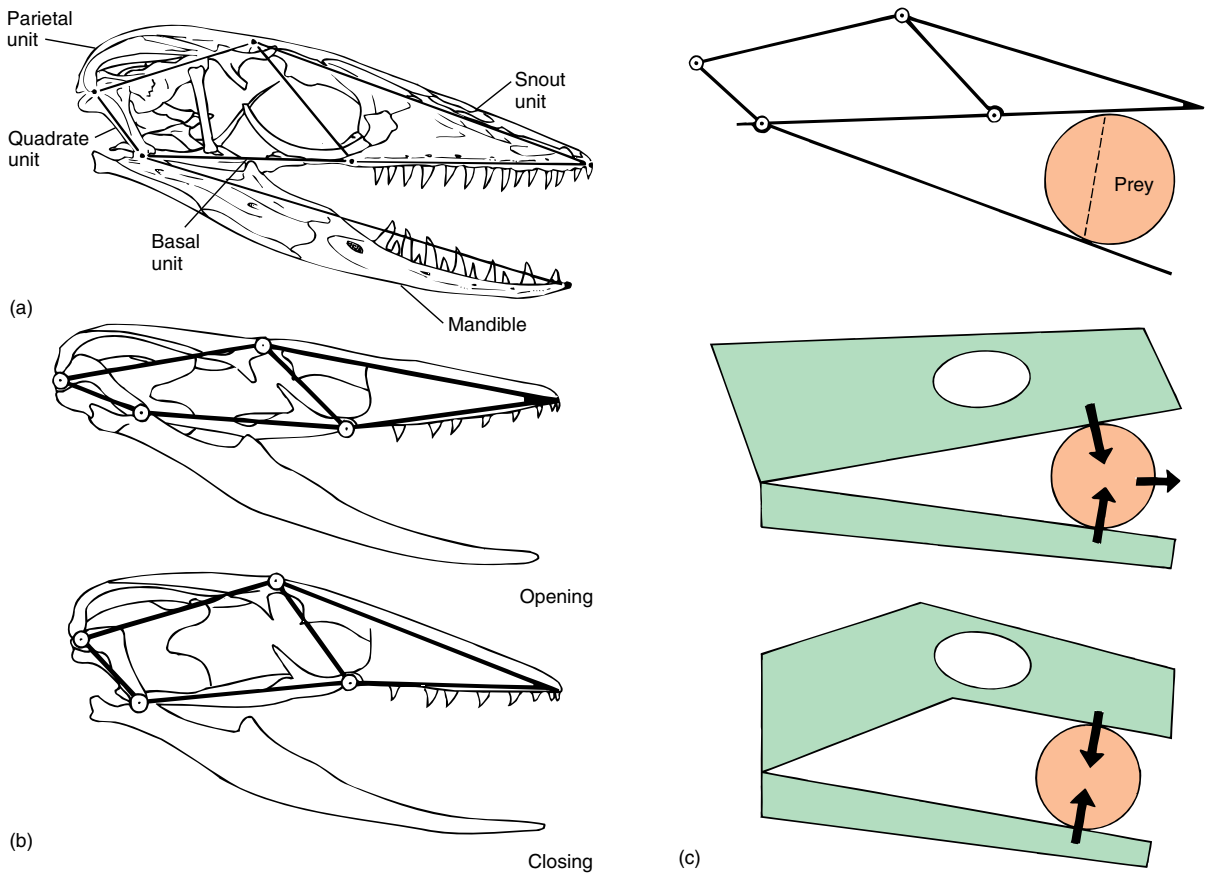 Parietal
unit
Snout
unit
Quadrate
unit
Basal
unit
Mandible
(a)
Opening
Closing
(b)
Prey
(c)